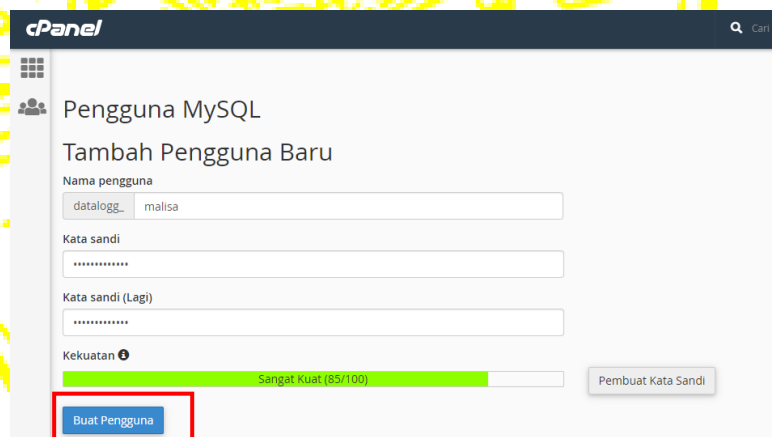 cPanel
Cari
Pengguna MySQL
Tambah Pengguna Baru
Nama pengguna
datalogg_ malisa
Kata sandi
•••••••••••••
Kata sandi (Lagi)
•••••••••••••
Kekuatan
Sangat Kuat (85/100)
Pembuat Kata Sandi
Buat Pengguna